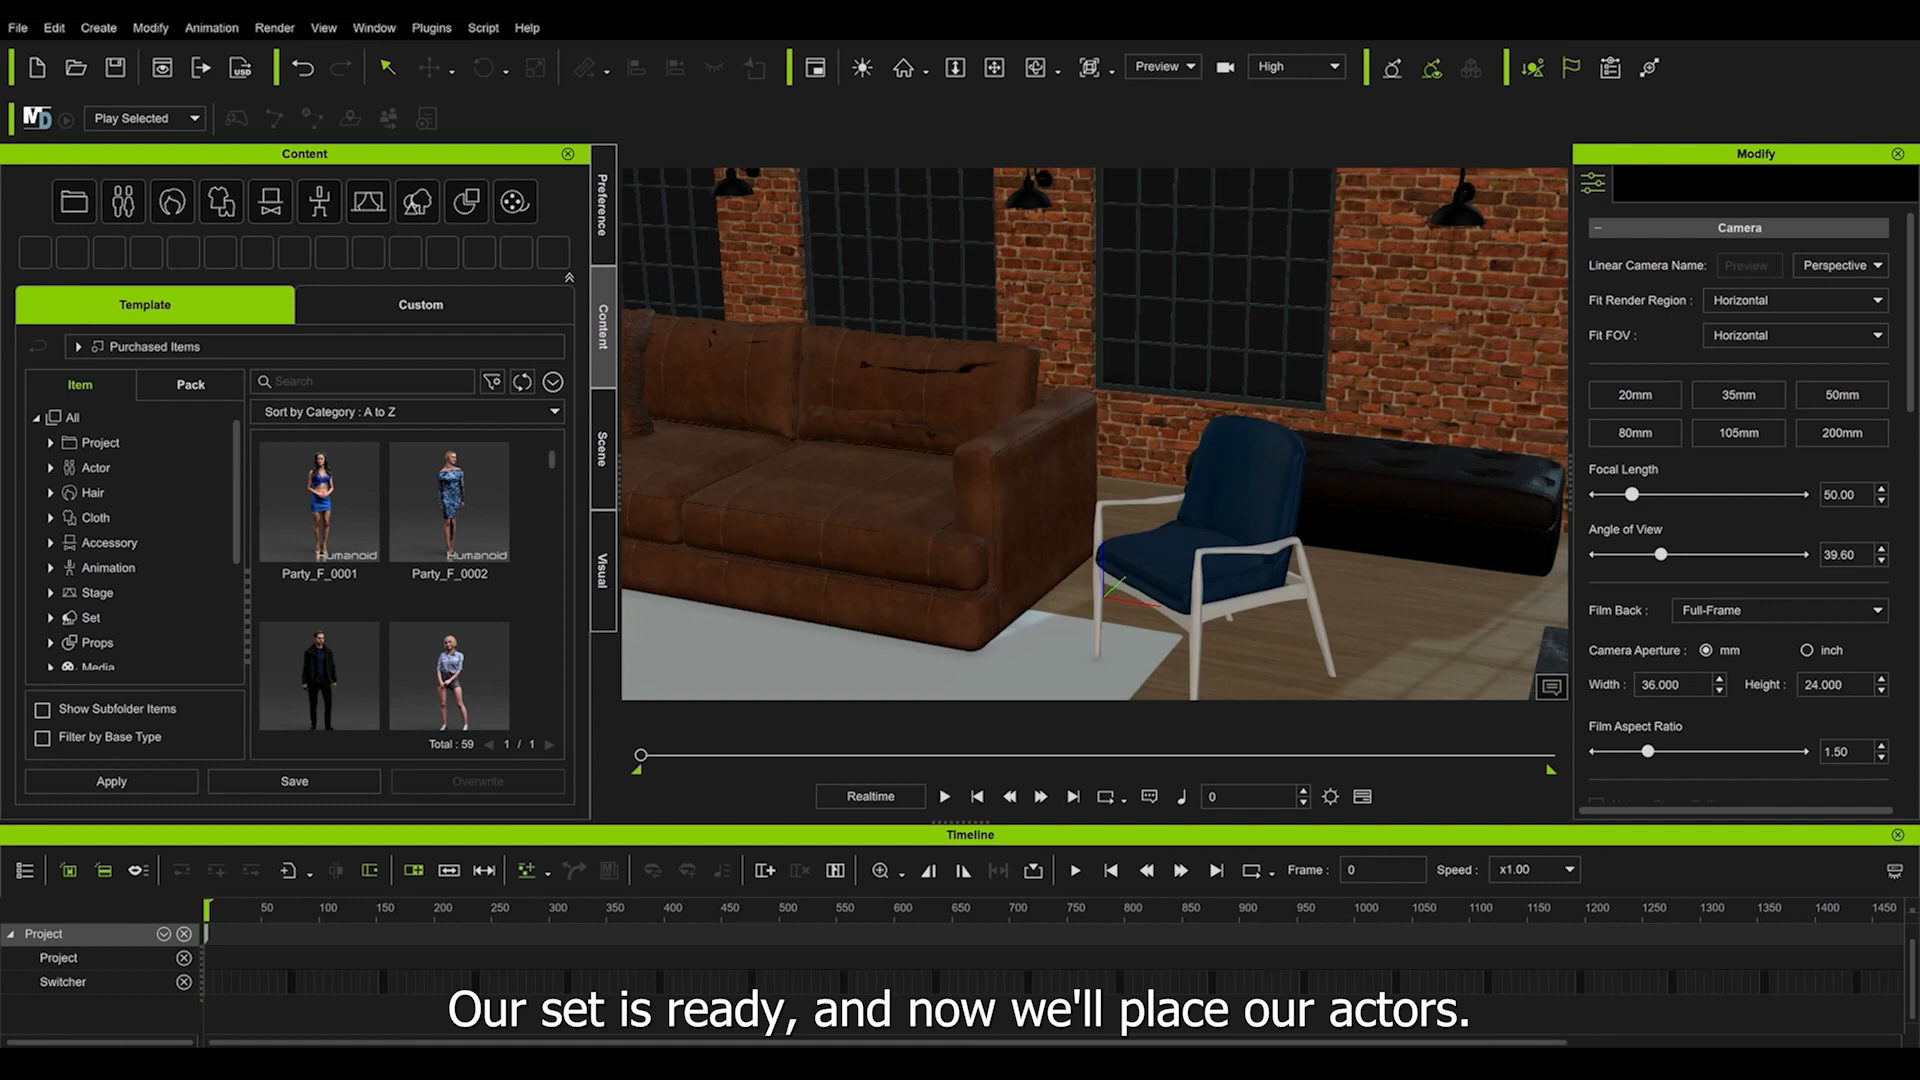 File Edit Create Modify Animation Render View Window Plugins Script Help
USD Preview High
MD Play Selected
Content
Modify
Preference
Content
Scene
Visual
Template Custom
Purchased Items
Item Pack
Search
Sort by Category : A to Z
All
Project
Actor
Hair
Cloth
Accessory
Animation
Stage
Set
Props
Media
Humanoid
Party_F_0001
Humanoid
Party_F_0002
Show Subfolder Items
Filter by Base Type
Total : 59 1 / 1
Apply Save Overwrite
Camera
Linear Camera Name: Preview Perspective
Fit Render Region : Horizontal
Fit FOV : Horizontal
20mm 35mm 50mm
80mm 105mm 200mm
Focal Length
50.00
Angle of View
39.60
Film Back : Full-Frame
Camera Aperture : mm inch
Width : 36.000 Height : 24.000
Film Aspect Ratio
1.50
Realtime 0
Timeline
Frame : 0 Speed : x1.00
50 100 150 200 250 300 350 400 450 500 550 600 650 700 750 800 850 900 950 1000 1050 1100 1150 1200 1250 1300 1350 1400 1450
Project
Project
Switcher
Our set is ready, and now we'll place our actors.